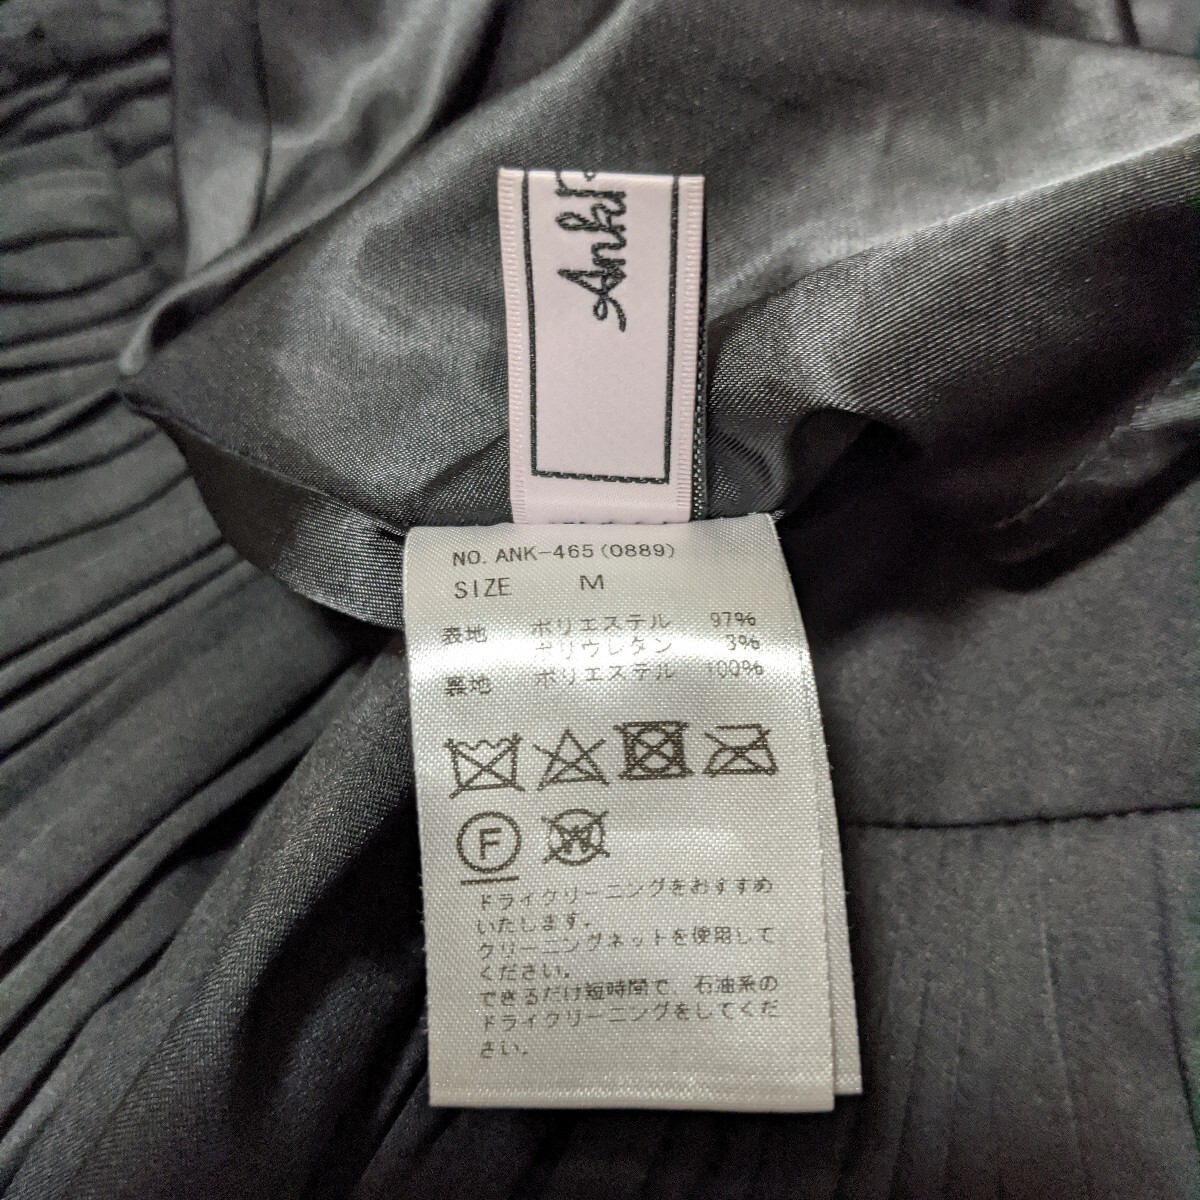 NO. ANK-465(0889)
SIZE M
表地 ポリエステル 97%
ポリウレタン 3%
裏地 ポリエステル 100%
F
W
ドライクリーニングをおすすめ
いたします。
クリーニングネットを使用して
ください。
できるだけ短時間で、石油系の
ドライクリーニングをしてくだ
さい。